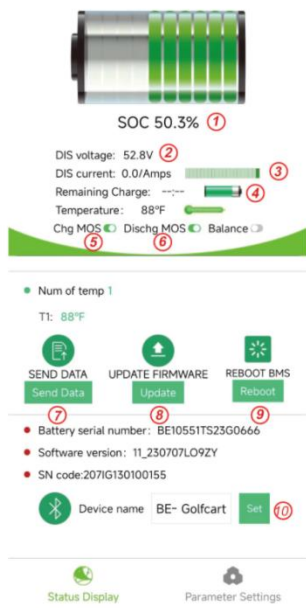 SOC 50.3% ①
DIS voltage: 52.8V ②
DIS current: 0.0/Amps ③
Remaining Charge: --:-- ④
Temperature: 88°F
Chg MOS Dischg MOS Balance
⑤ ⑥
Num of temp 1
T1: 88°F
SEND DATA UPDATE FIRMWARE REBOOT BMS
Send Data Update Reboot
⑦ ⑧ ⑨
Battery serial number: BE10551TS23G0666
Software version: 11_230707LO9ZY
SN code:207IG130100155
Device name BE- Golfcart Set ⑩
Status Display Parameter Settings